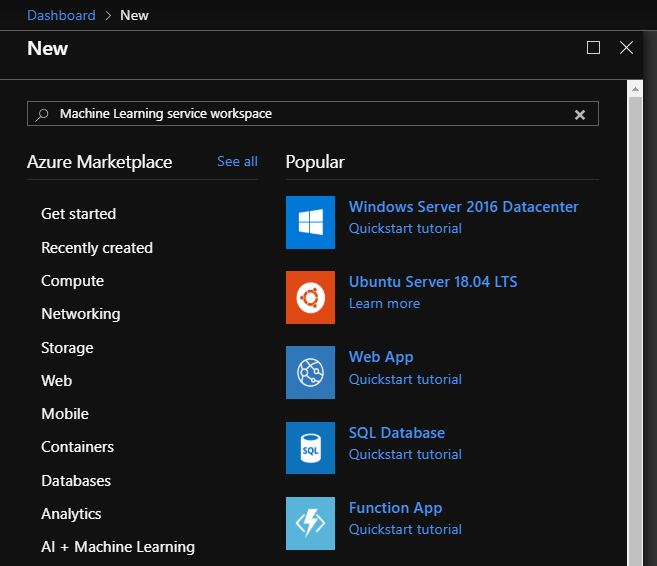 Dashboard > New
New
Machine Learning service workspace
Azure Marketplace See all
Get started
Recently created
Compute
Networking
Storage
Web
Mobile
Containers
Databases
Analytics
AI + Machine Learning
Popular
Windows Server 2016 Datacenter
Quickstart tutorial
Ubuntu Server 18.04 LTS
Learn more
Web App
Quickstart tutorial
SQL
SQL Database
Quickstart tutorial
Function App
Quickstart tutorial